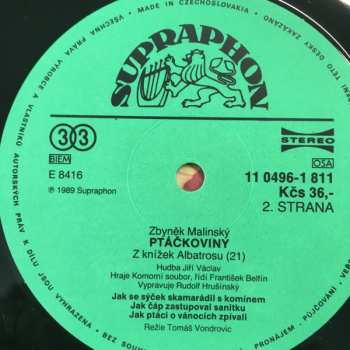 MADE IN CZECHOSLOVAKIA
VŠECHNA PRÁVA VÝROBCE A VLASTNÍKŮ AUTORSKÝCH PRÁV K DÍLU JSOU VYHRAZENA
SUPRAPHON
33
BIEM
E 8416
℗ 1989 Supraphon
STEREO
OSA
11 0496-1 811
Kčs 36,-
2. STRANA
Zbyněk Malinský
PTÁČKOVINY
Z knížek Albatrosu (21)
Hudba Jiří Václav
Hraje Komorní soubor, řídí František Belfín
Vypravuje Rudolf Hrušínský
Jak se sýček skamarádil s komínem
Jak čáp zastupoval sanitku
Jak ptáci o vánocích zpívali
Režie Tomáš Vondrovic
PRONÁJEM, PŮJČOVÁNÍ
TÉTO DESKY ZAKÁZÁNO